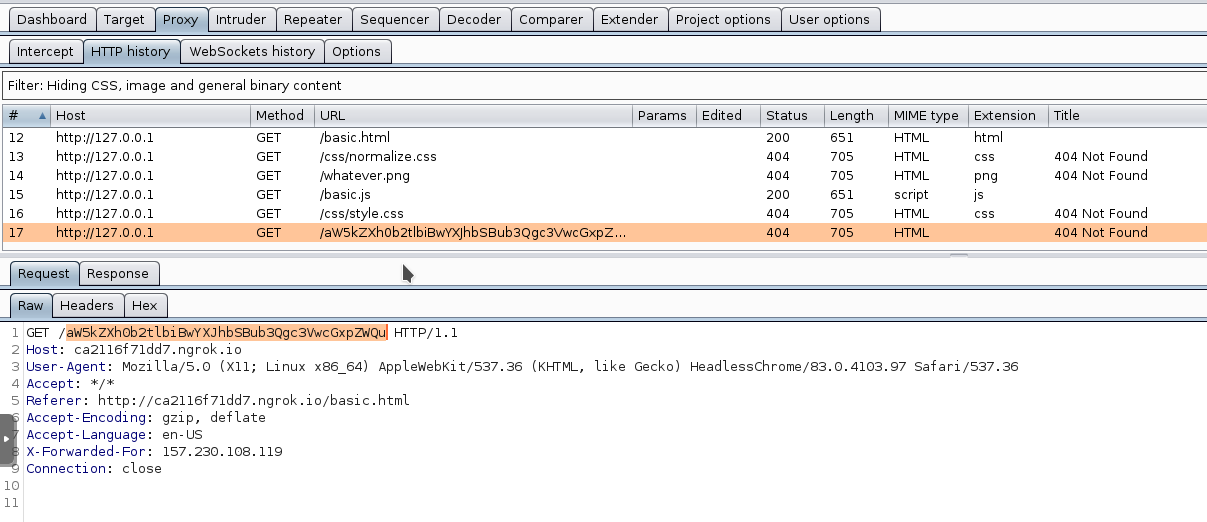 Dashboard Target Proxy Intruder Repeater Sequencer Decoder Comparer Extender Project options User options
Intercept HTTP history WebSockets history Options
Filter: Hiding CSS, image and general binary content
# Host Method URL Params Edited Status Length MIME type Extension Title
12 http://127.0.0.1 GET /basic.html 200 651 HTML html
13 http://127.0.0.1 GET /css/normalize.css 404 705 HTML css 404 Not Found
14 http://127.0.0.1 GET /whatever.png 404 705 HTML png 404 Not Found
15 http://127.0.0.1 GET /basic.js 200 651 script js
16 http://127.0.0.1 GET /css/style.css 404 705 HTML css 404 Not Found
17 http://127.0.0.1 GET /aW5kZXh0b2tlbiBwYXJhbSBub3Qgc3VwcGxpZ... 404 705 HTML 404 Not Found
Request Response
Raw Headers Hex
1 GET /aW5kZXh0b2tlbiBwYXJhbSBub3Qgc3VwcGxpZWQu HTTP/1.1
2 Host: ca2116f71dd7.ngrok.io
3 User-Agent: Mozilla/5.0 (X11; Linux x86_64) AppleWebKit/537.36 (KHTML, like Gecko) HeadlessChrome/83.0.4103.97 Safari/537.36
4 Accept: */*
5 Referer: http://ca2116f71dd7.ngrok.io/basic.html
6 Accept-Encoding: gzip, deflate
7 Accept-Language: en-US
8 X-Forwarded-For: 157.230.108.119
9 Connection: close
10
11